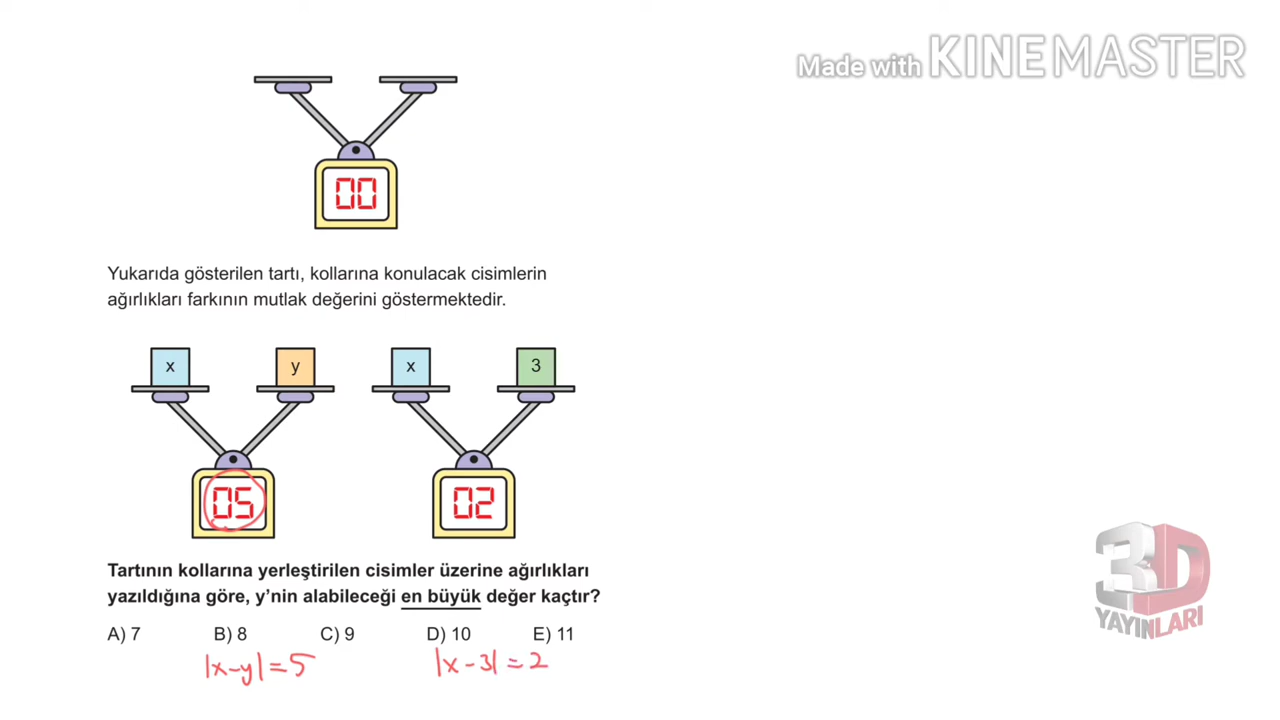 Made with KINEMASTER
00
Yukarıda gösterilen tartı, kollarına konulacak cisimlerin
ağırlıkları farkının mutlak değerini göstermektedir.
x y x 3
05 02
Tartının kollarına yerleştirilen cisimler üzerine ağırlıkları
yazıldığına göre, y’nin alabileceği en büyük değer kaçtır?
A) 7 B) 8 C) 9 D) 10 E) 11
|x-y|=5 |x-3|=2
3D
YAYINLARI